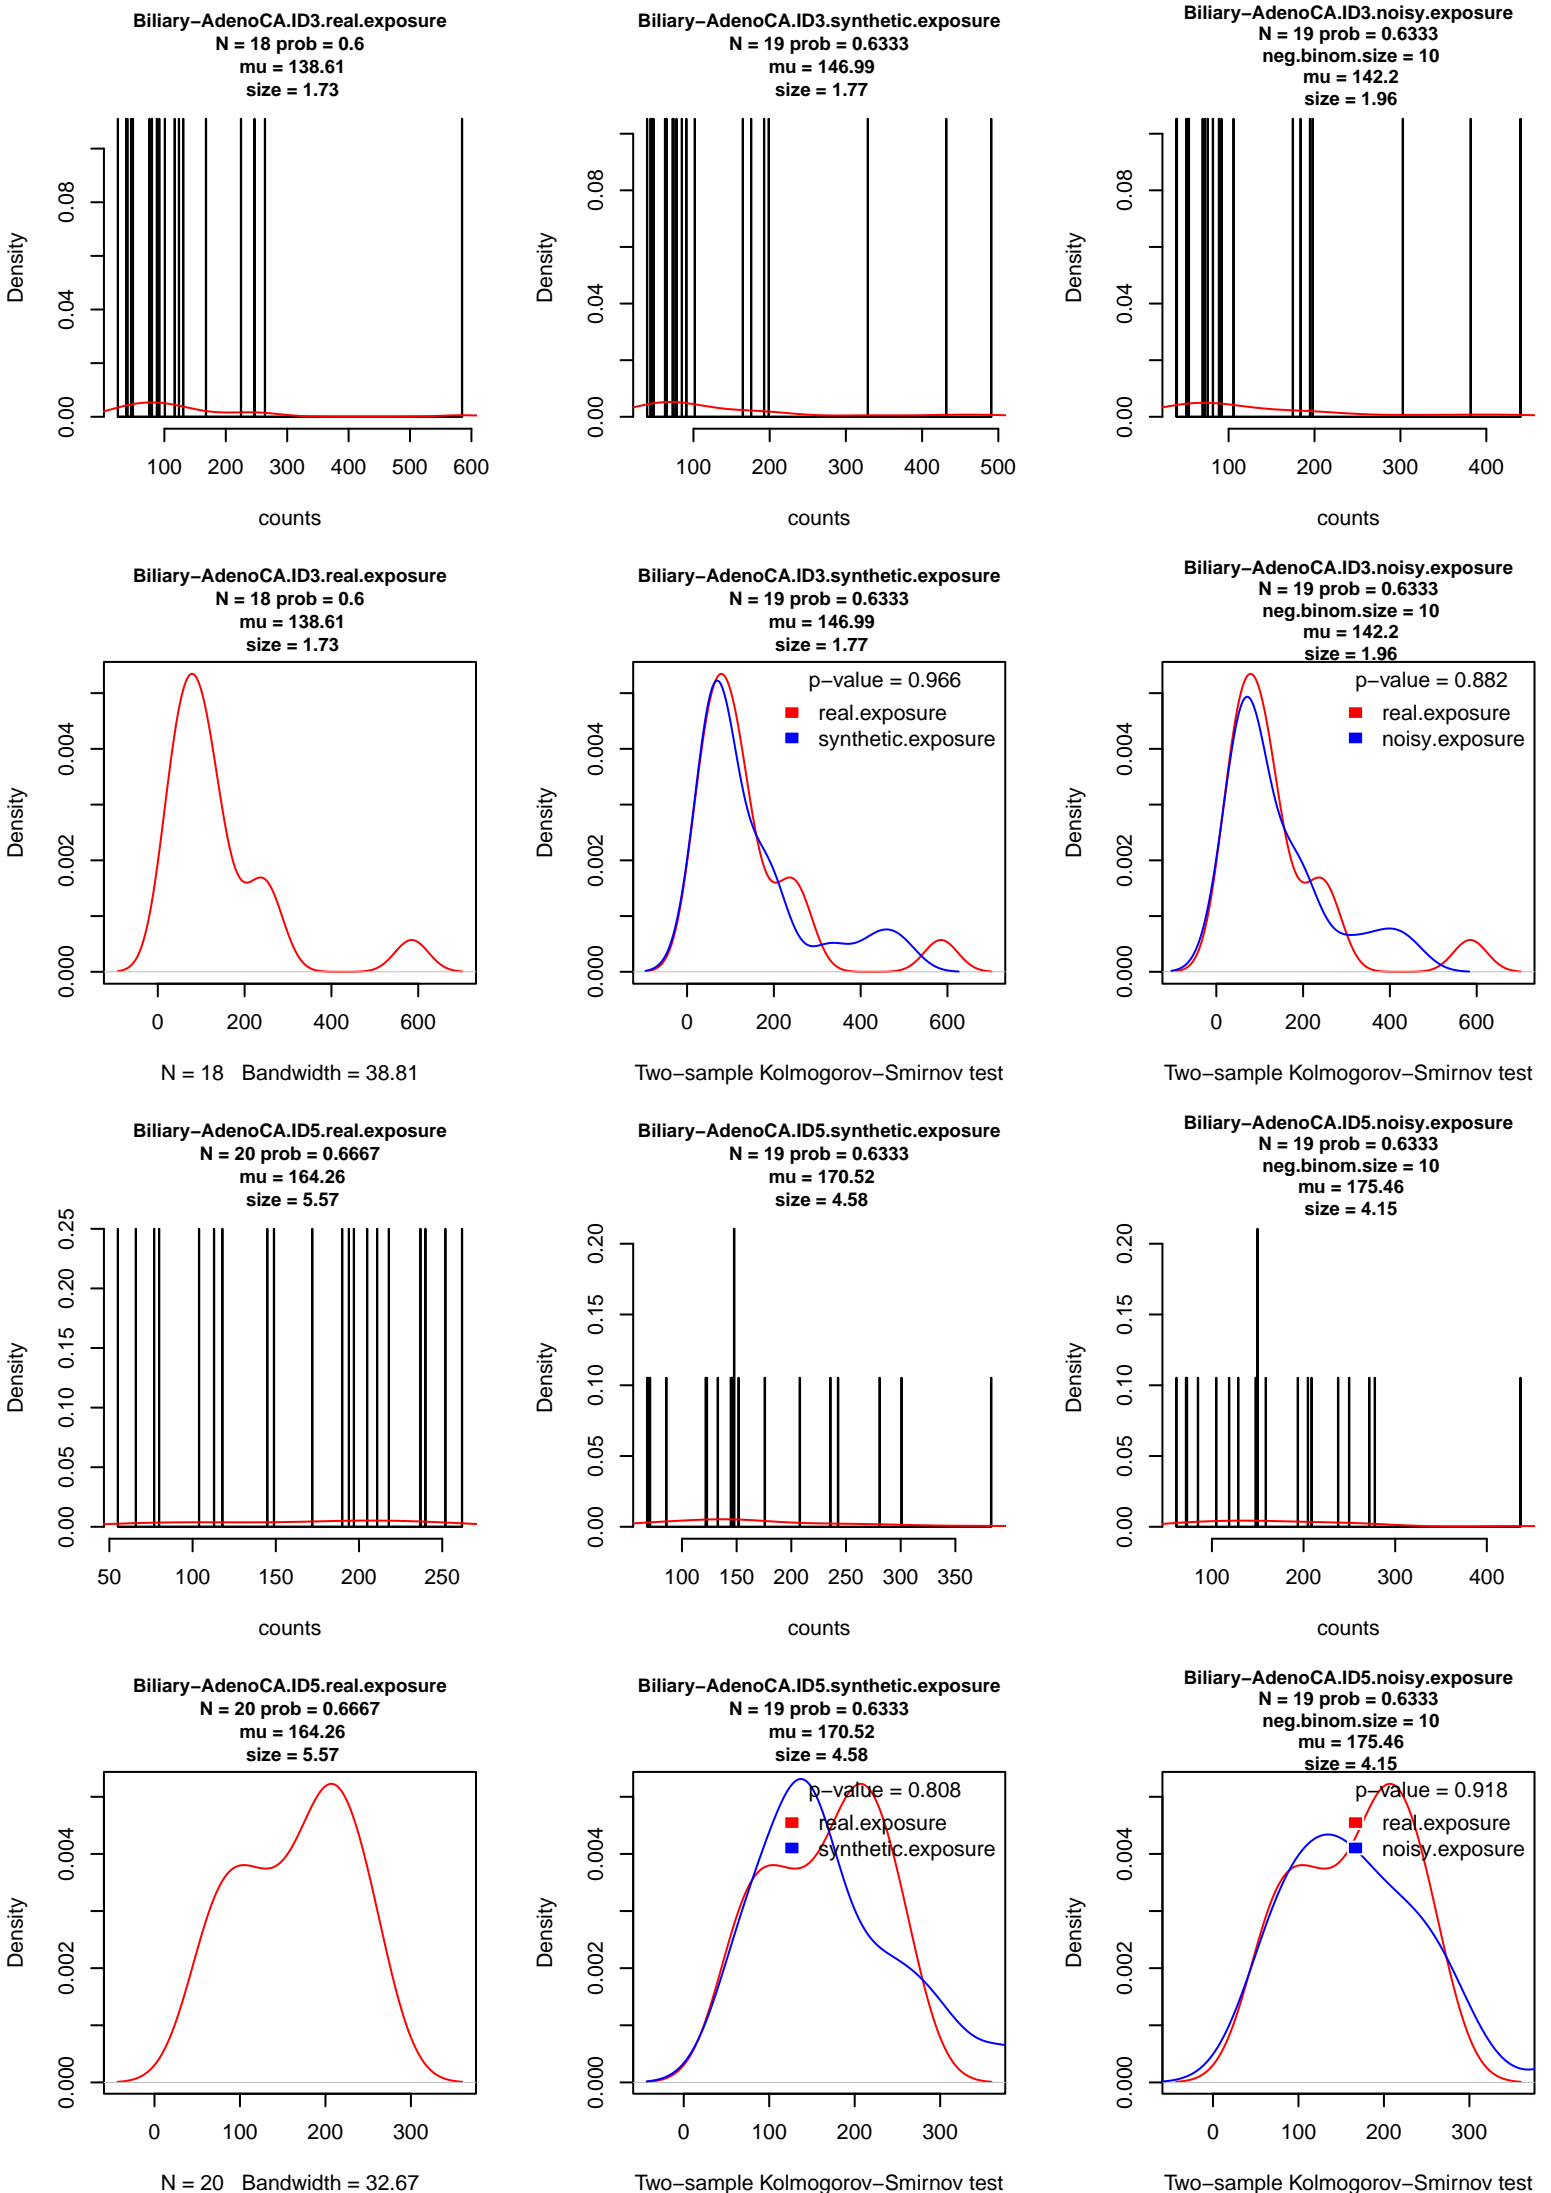 Biliary−AdenoCA.ID3.real.exposure
N = 18 prob = 0.6
mu = 138.61
size = 1.73
Density
0.00 0.04 0.08
100 200 300 400 500 600
counts
Biliary−AdenoCA.ID3.synthetic.exposure
N = 19 prob = 0.6333
mu = 146.99
size = 1.77
Density
0.00 0.04 0.08
100 200 300 400 500
counts
Biliary−AdenoCA.ID3.noisy.exposure
N = 19 prob = 0.6333
neg.binom.size = 10
mu = 142.2
size = 1.96
Density
0.00 0.04 0.08
100 200 300 400
counts
Biliary−AdenoCA.ID3.real.exposure
N = 18 prob = 0.6
mu = 138.61
size = 1.73
Density
0.000 0.002 0.004
0 200 400 600
N = 18 Bandwidth = 38.81
Biliary−AdenoCA.ID3.synthetic.exposure
N = 19 prob = 0.6333
mu = 146.99
size = 1.77
p−value = 0.966
real.exposure
synthetic.exposure
Density
0.000 0.002 0.004
0 200 400 600
Two−sample Kolmogorov−Smirnov test
Biliary−AdenoCA.ID3.noisy.exposure
N = 19 prob = 0.6333
neg.binom.size = 10
mu = 142.2
size = 1.96
p−value = 0.882
real.exposure
noisy.exposure
Density
0.000 0.002 0.004
0 200 400 600
Two−sample Kolmogorov−Smirnov test
Biliary−AdenoCA.ID5.real.exposure
N = 20 prob = 0.6667
mu = 164.26
size = 5.57
Density
0.00 0.05 0.10 0.15 0.20 0.25
50 100 150 200 250
counts
Biliary−AdenoCA.ID5.synthetic.exposure
N = 19 prob = 0.6333
mu = 170.52
size = 4.58
Density
0.00 0.05 0.10 0.15 0.20
100 150 200 250 300 350
counts
Biliary−AdenoCA.ID5.noisy.exposure
N = 19 prob = 0.6333
neg.binom.size = 10
mu = 175.46
size = 4.15
Density
0.00 0.05 0.10 0.15 0.20
100 200 300 400
counts
Biliary−AdenoCA.ID5.real.exposure
N = 20 prob = 0.6667
mu = 164.26
size = 5.57
Density
0.000 0.002 0.004
0 100 200 300
N = 20 Bandwidth = 32.67
Biliary−AdenoCA.ID5.synthetic.exposure
N = 19 prob = 0.6333
mu = 170.52
size = 4.58
p−value = 0.808
real.exposure
synthetic.exposure
Density
0.000 0.002 0.004
0 100 200 300
Two−sample Kolmogorov−Smirnov test
Biliary−AdenoCA.ID5.noisy.exposure
N = 19 prob = 0.6333
neg.binom.size = 10
mu = 175.46
size = 4.15
p−value = 0.918
real.exposure
noisy.exposure
Density
0.000 0.002 0.004
0 100 200 300
Two−sample Kolmogorov−Smirnov test